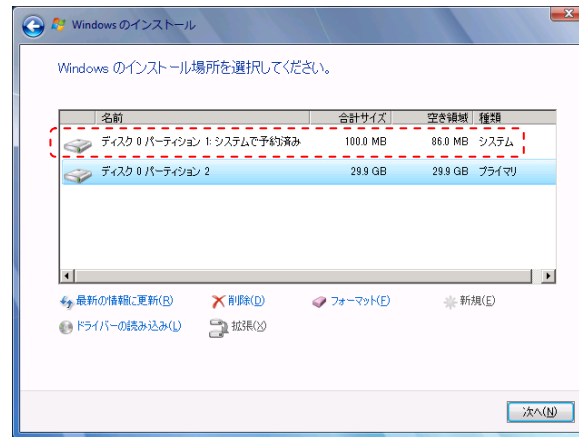 Windows のインストール
Windows のインストール場所を選択してください。
名前 合計サイズ 空き領域 種類
ディスク 0 パーティション 1: システムで予約済み 100.0 MB 86.0 MB システム
ディスク 0 パーティション 2 29.9 GB 29.9 GB プライマリ
最新の情報に更新(R) 削除(D) フォーマット(F) 新規(E)
ドライバーの読み込み(L) 拡張(X)
次へ(N)